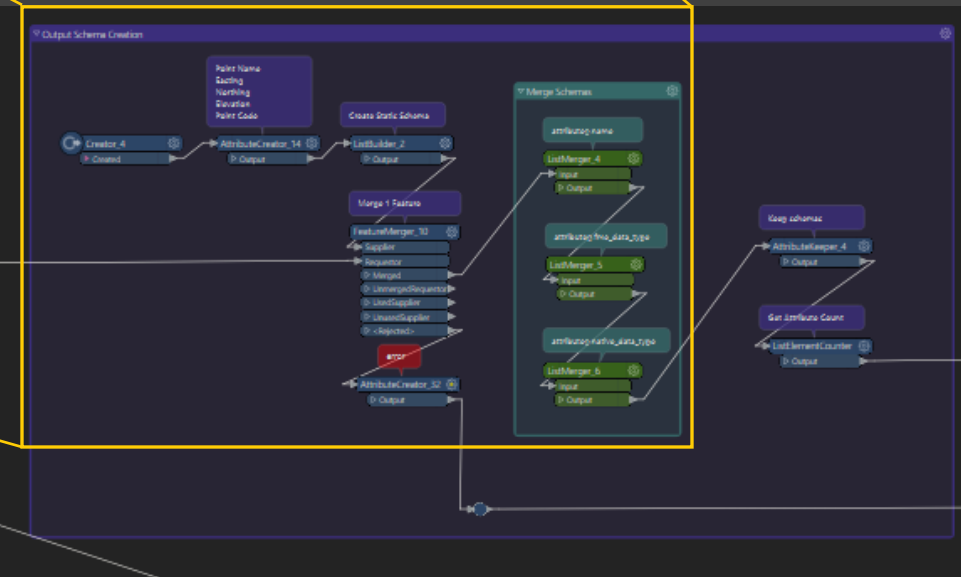 Output Schema Creation
Point Name
Easting
Northing
Elevation
Point Code
Creator_4
Created
AttributeCreator_14
Output
Create Static Schema
ListBuilder_2
Output
Merge 1 Feature
FeatureMerger_10
Supplier
Requestor
Merged
UnmergedRequestor
UsedSupplier
UnusedSupplier
<Rejected>
error
AttributeCreator_32
Output
Merge Schemas
attribute{}.name
ListMerger_4
Input
Output
attribute{}.fme_data_type
ListMerger_5
Input
Output
attribute{}.native_data_type
ListMerger_6
Input
Output
Keep schemas
AttributeKeeper_4
Output
Get Attribute Count
ListElementCounter
Output